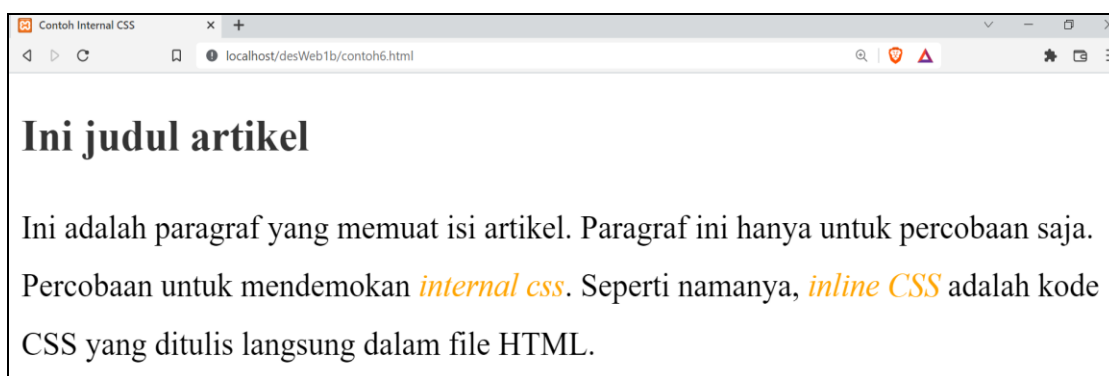 Contoh Internal CSS
localhost/desWeb1b/contoh6.html
Ini judul artikel
Ini adalah paragraf yang memuat isi artikel. Paragraf ini hanya untuk percobaan saja.
Percobaan untuk mendemokan internal css. Seperti namanya, inline CSS adalah kode
CSS yang ditulis langsung dalam file HTML.